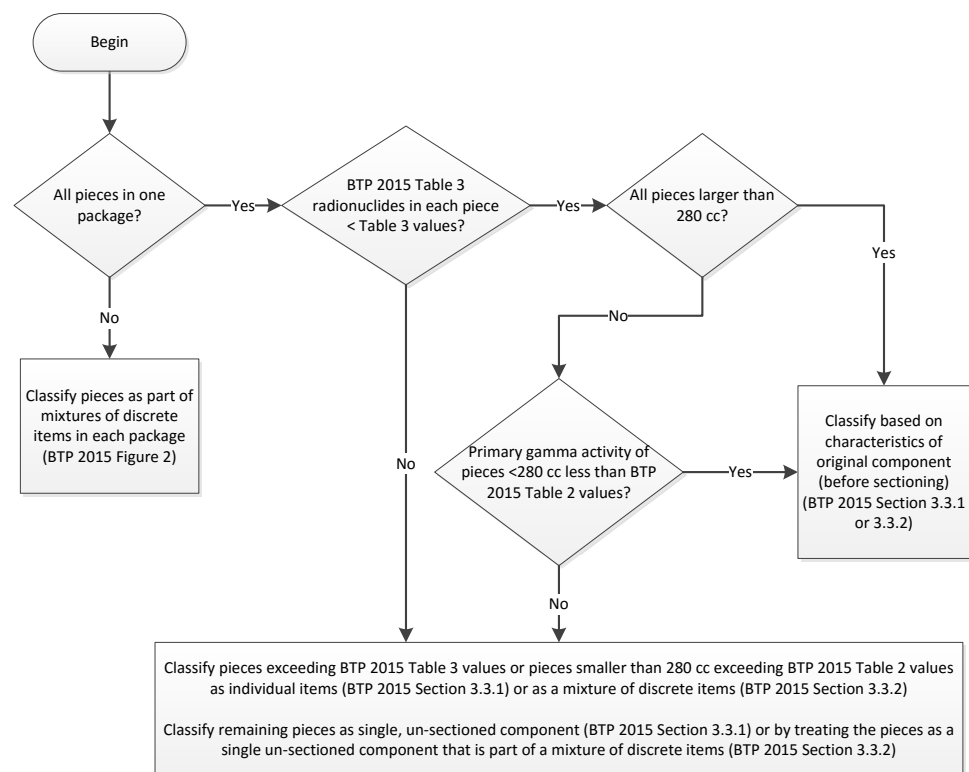 Begin
All pieces in one
package?
Yes
BTP 2015 Table 3
radionuclides in each piece
< Table 3 values?
Yes
All pieces larger than
280 cc?
Yes
No
No
Classify pieces as part of
mixtures of discrete
items in each package
(BTP 2015 Figure 2)
No
Primary gamma activity of
pieces <280 cc less than BTP
2015 Table 2 values?
Yes
Classify based on
characteristics of
original component
(before sectioning)
(BTP 2015 Section 3.3.1
or 3.3.2)
No
Classify pieces exceeding BTP 2015 Table 3 values or pieces smaller than 280 cc exceeding BTP 2015 Table 2 values
as individual items (BTP 2015 Section 3.3.1) or as a mixture of discrete items (BTP 2015 Section 3.3.2)
Classify remaining pieces as single, un-sectioned component (BTP 2015 Section 3.3.1) or by treating the pieces as a
single un-sectioned component that is part of a mixture of discrete items (BTP 2015 Section 3.3.2)